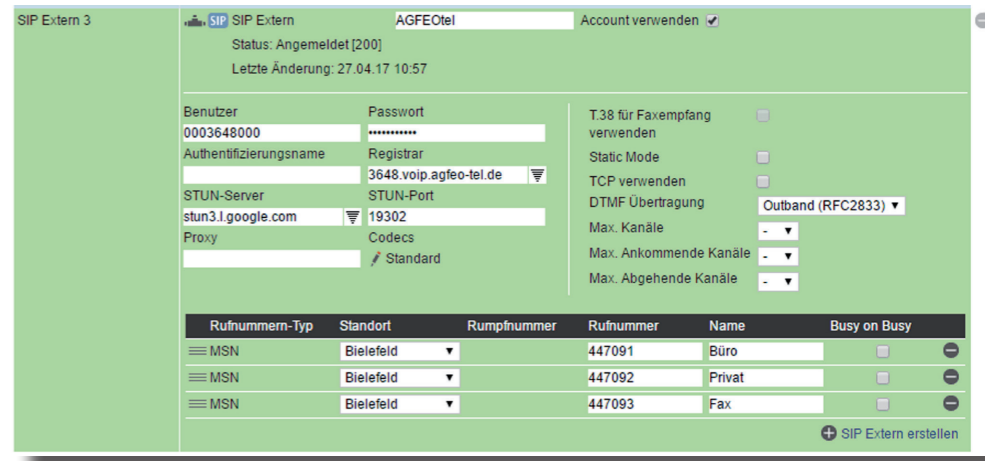 SIP Extern 3
SIP SIP Extern AGFEOtel Account verwenden
Status: Angemeldet [200]
Letzte Änderung: 27.04.17 10:57
Benutzer Passwort
0003648000 •••••••••••
Authentifizierungsname Registrar
3648.voip.agfeo-tel.de
STUN-Server STUN-Port
stun3.l.google.com 19302
Proxy Codecs
Standard
T.38 für Faxempfang
verwenden
Static Mode
TCP verwenden
DTMF Übertragung Outband (RFC2833)
Max. Kanäle -
Max. Ankommende Kanäle -
Max. Abgehende Kanäle -
Rufnummern-Typ Standort Rumpfnummer Rufnummer Name Busy on Busy
MSN Bielefeld 447091 Büro
MSN Bielefeld 447092 Privat
MSN Bielefeld 447093 Fax
SIP Extern erstellen